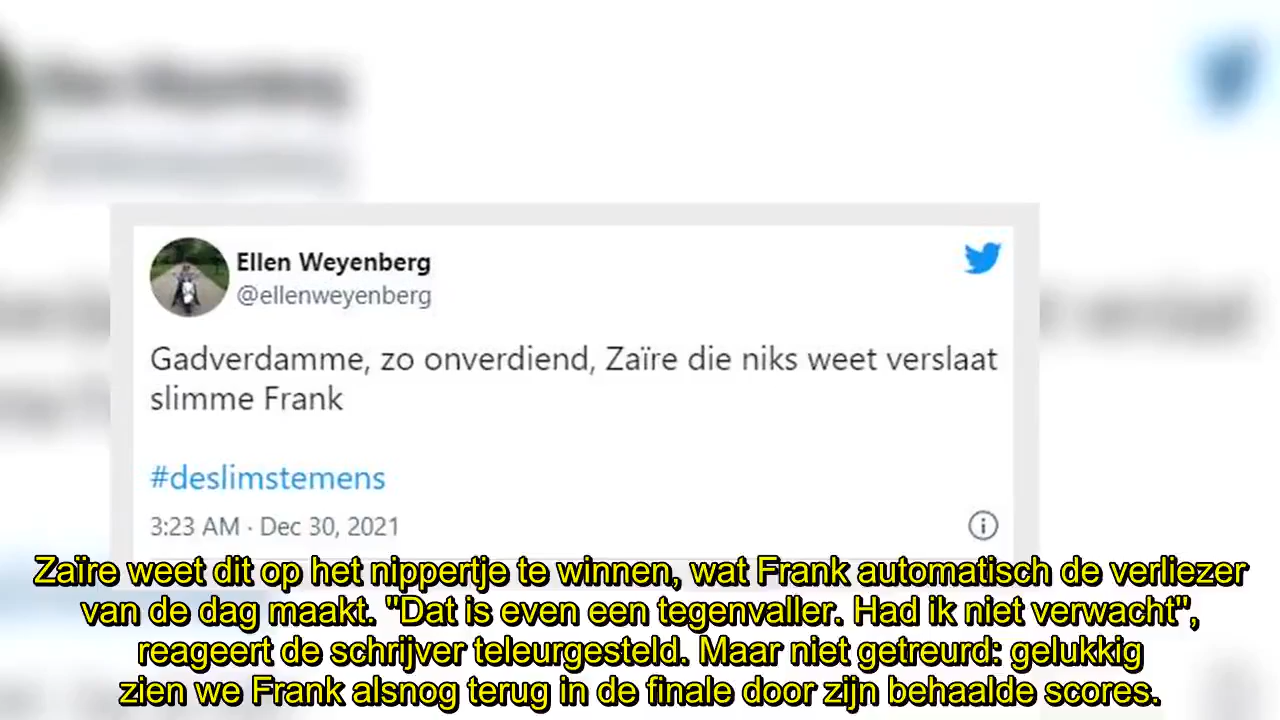 Ellen Weyenberg
@ellenweyenberg
Gadverdamme, zo onverdiend, Zaïre die niks weet verslaat
slimme Frank
#deslimstemens
3:23 AM · Dec 30, 2021
Zaïre weet dit op het nippertje te winnen, wat Frank automatisch de verliezer
van de dag maakt. "Dat is even een tegenvaller. Had ik niet verwacht",
reageert de schrijver teleurgesteld. Maar niet getreurd: gelukkig
zien we Frank alsnog terug in de finale door zijn behaalde scores.